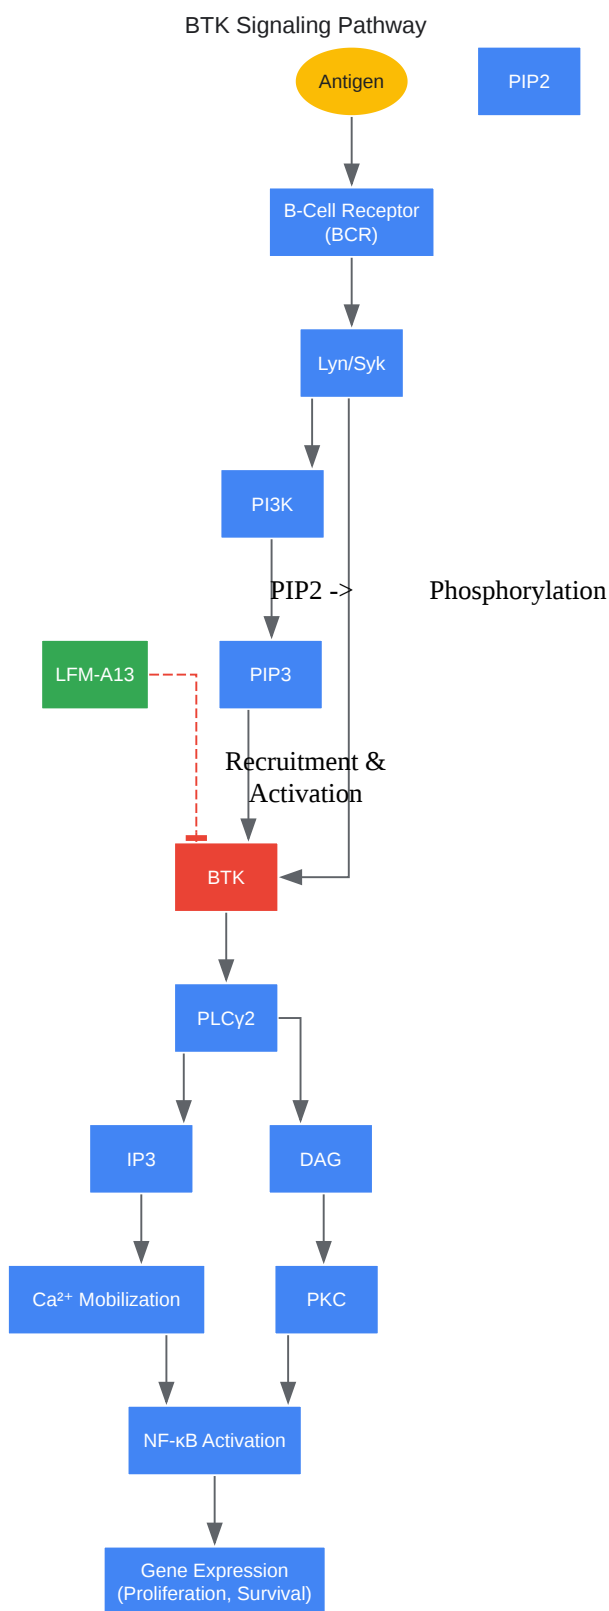 BTK Signaling Pathway
Antigen
PIP2
B-Cell Receptor
(BCR)
Lyn/Syk
PI3K
PIP2 ->
Phosphorylation
LFM-A13
PIP3
Recruitment &
Activation
BTK
PLCγ2
IP3
DAG
Ca²⁺ Mobilization
PKC
NF-κB Activation
Gene Expression
(Proliferation, Survival)